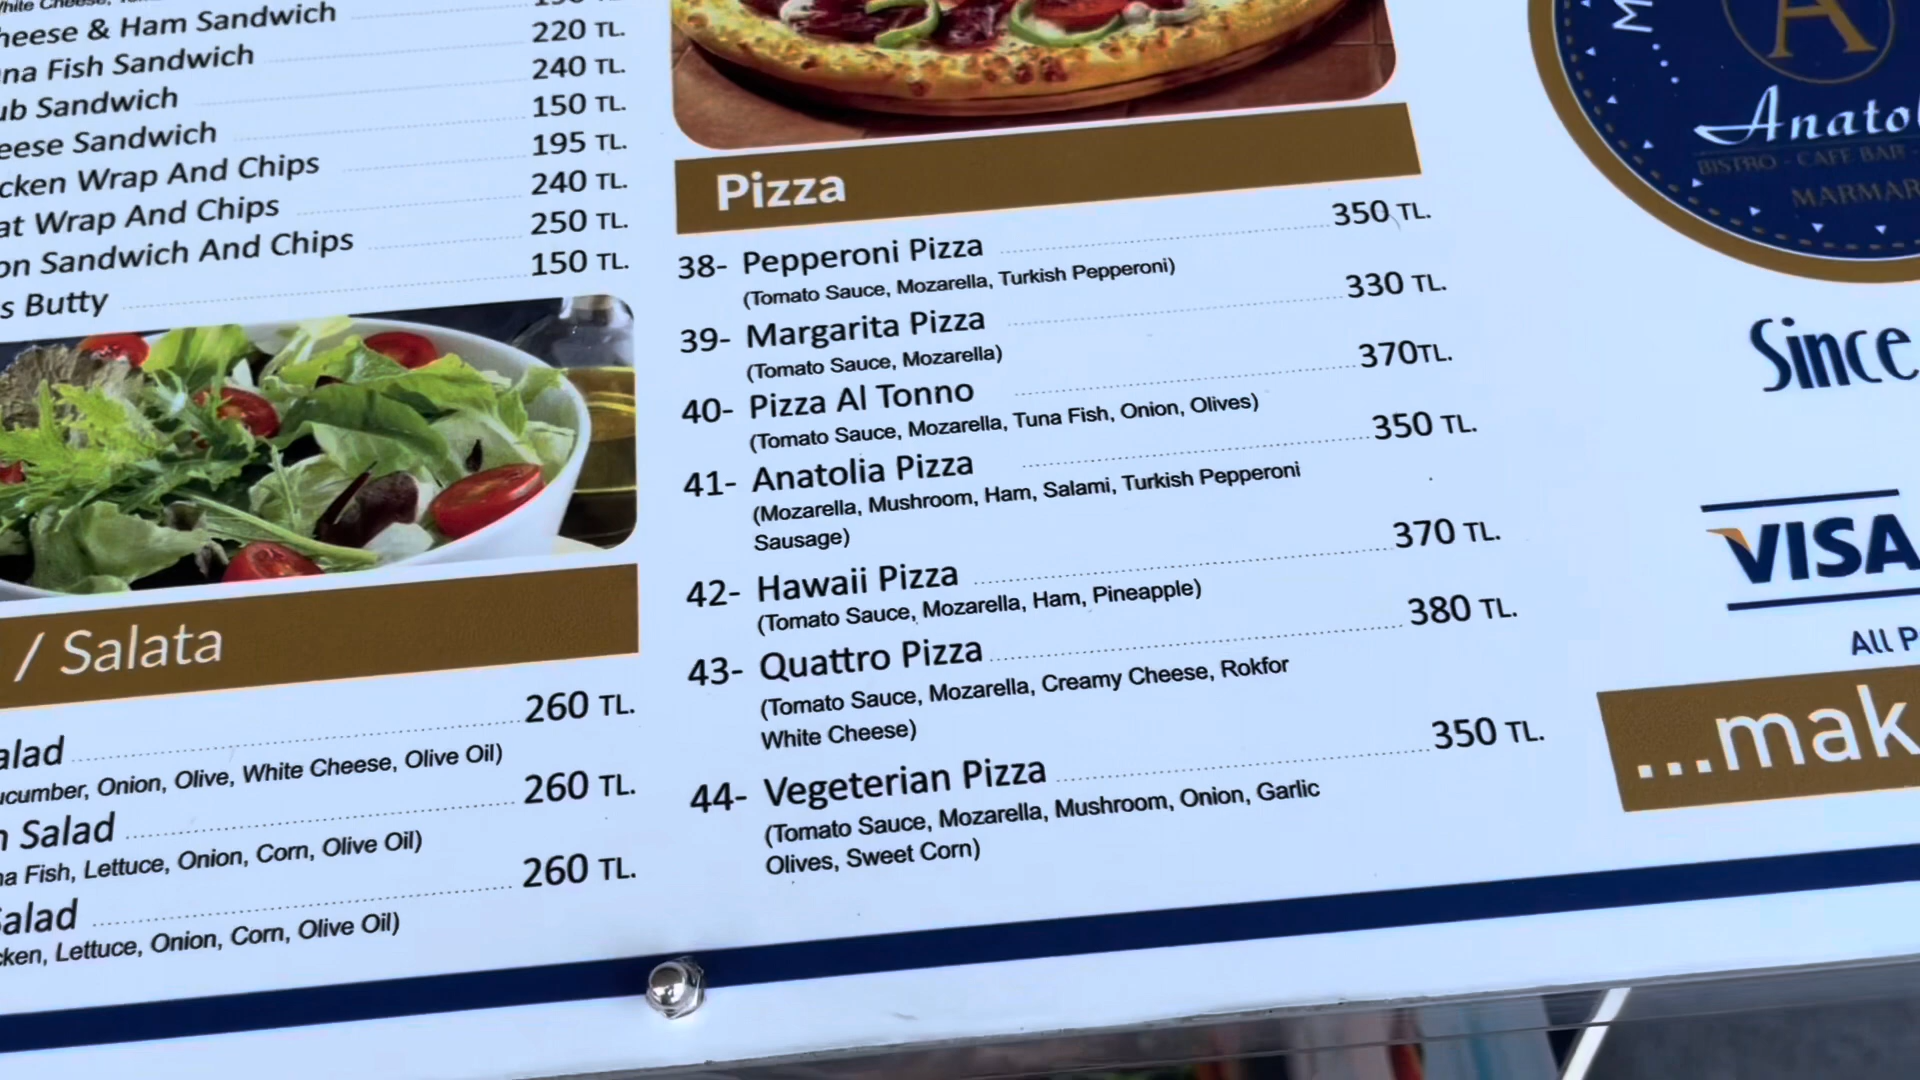 White Cheese,
heese & Ham Sandwich
220 TL.
na Fish Sandwich
240 TL.
ub Sandwich
150 TL.
eese Sandwich
195 TL.
cken Wrap And Chips
240 TL.
at Wrap And Chips
250 TL.
on Sandwich And Chips
150 TL.
s Butty
/ Salata
alad 260 TL.
ucumber, Onion, Olive, White Cheese, Olive Oil)
n Salad 260 TL.
na Fish, Lettuce, Onion, Corn, Olive Oil)
Salad 260 TL.
cken, Lettuce, Onion, Corn, Olive Oil)
Pizza
38- Pepperoni Pizza 350 TL.
(Tomato Sauce, Mozarella, Turkish Pepperoni)
39- Margarita Pizza 330 TL.
(Tomato Sauce, Mozarella)
40- Pizza Al Tonno 370TL.
(Tomato Sauce, Mozarella, Tuna Fish, Onion, Olives)
41- Anatolia Pizza 350 TL.
(Mozarella, Mushroom, Ham, Salami, Turkish Pepperoni
Sausage)
42- Hawaii Pizza 370 TL.
(Tomato Sauce, Mozarella, Ham, Pineapple)
43- Quattro Pizza 380 TL.
(Tomato Sauce, Mozarella, Creamy Cheese, Rokfor
White Cheese)
44- Vegeterian Pizza 350 TL.
(Tomato Sauce, Mozarella, Mushroom, Onion, Garlic
Olives, Sweet Corn)
M
A
Anatol
BISTRO - CAFE BAR -
MARMAR
Since
VISA
All P
...mak